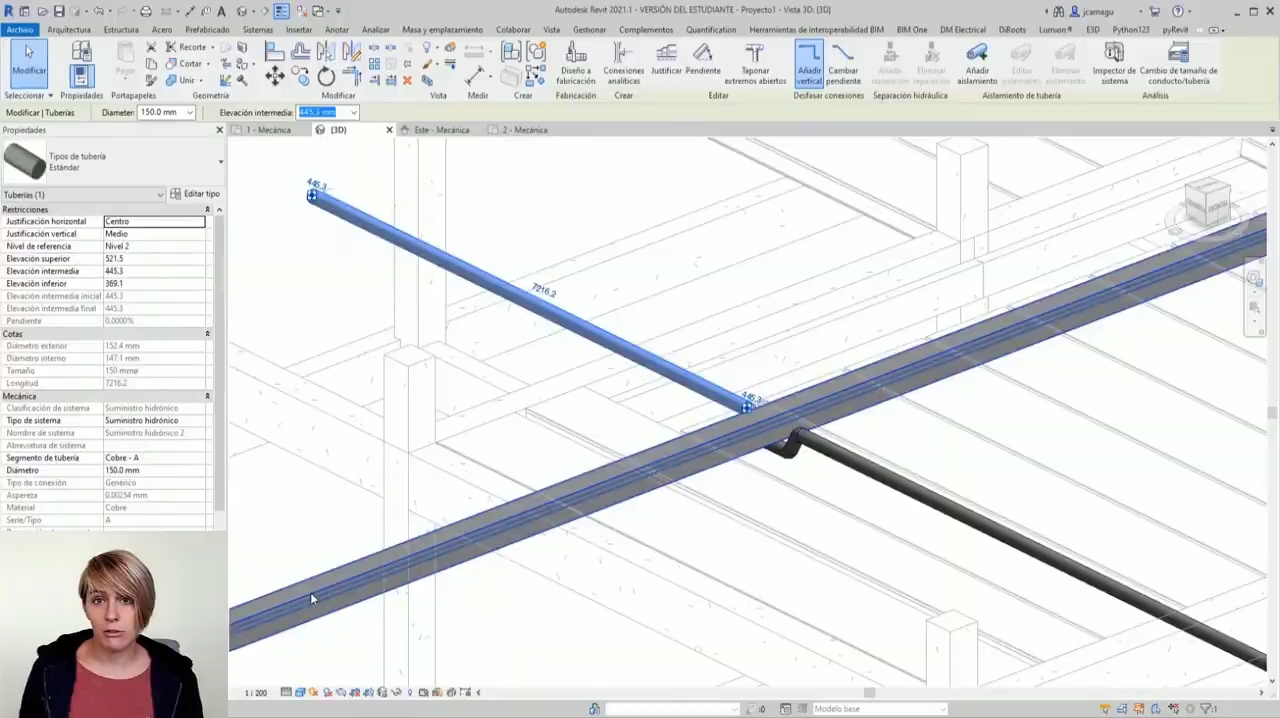 Autodesk Revit 2021.1 - VERSIÓN DEL ESTUDIANTE - Proyecto1 - Vista 3D: {3D}
jcamagu
Archivo Arquitectura Estructura Acero Prefabricado Sistemas Insertar Anotar Analizar Masa y emplazamiento Colaborar Vista Gestionar Complementos Quantification Herramientas de interoperabilidad BIM BIM One DM Electrical DiRoots Lumion® E3D Python123 pyRevit
Modificar
Pegar
Recorte
Cortar
Unir
Diseño a fabricación
Conexiones analíticas
Justificar
Pendiente
Taponar extremos abiertos
Añadir vertical
Cambiar pendiente
Añadir separación
Eliminar separación
Añadir aislamiento
Editar aislamiento
Eliminar aislamiento
Inspector de sistema
Cambio de tamaño de conducto/tubería
Seleccionar Propiedades Portapapeles Geometría Modificar Vista Medir Crear Fabricación Crear Editar Desfasar conexiones Separación hidráulica Aislamiento de tubería Análisis
Modificar | Tuberías Diámetro: 150.0 mm Elevación intermedia: 445.3 mm
Propiedades
1 - Mecánica {3D} Este - Mecánica 2 - Mecánica
Tipos de tubería
Estándar
Tuberías (1) Editar tipo
Restricciones
Justificación horizontal Centro
Justificación vertical Medio
Nivel de referencia Nivel 2
Elevación superior 521.5
Elevación intermedia 445.3
Elevación inferior 369.1
Elevación intermedia inicial 445.3
Elevación intermedia final 445.3
Pendiente 0.0000%
Cotas
Diámetro exterior 152.4 mm
Diámetro interno 147.1 mm
Tamaño 150 mmø
Longitud 7216.2
Mecánica
Clasificación de sistema Suministro hidrónico
Tipo de sistema Suministro hidrónico
Nombre de sistema Suministro hidrónico 2
Abreviatura de sistema
Segmento de tubería Cobre - A
Diámetro 150.0 mm
Tipo de conexión Genérico
Aspereza 0.00254 mm
Material Cobre
Serie/Tipo A
445.3
7216.2
445.3
FRONTAL
1 : 200
:0
Modelo base
:1